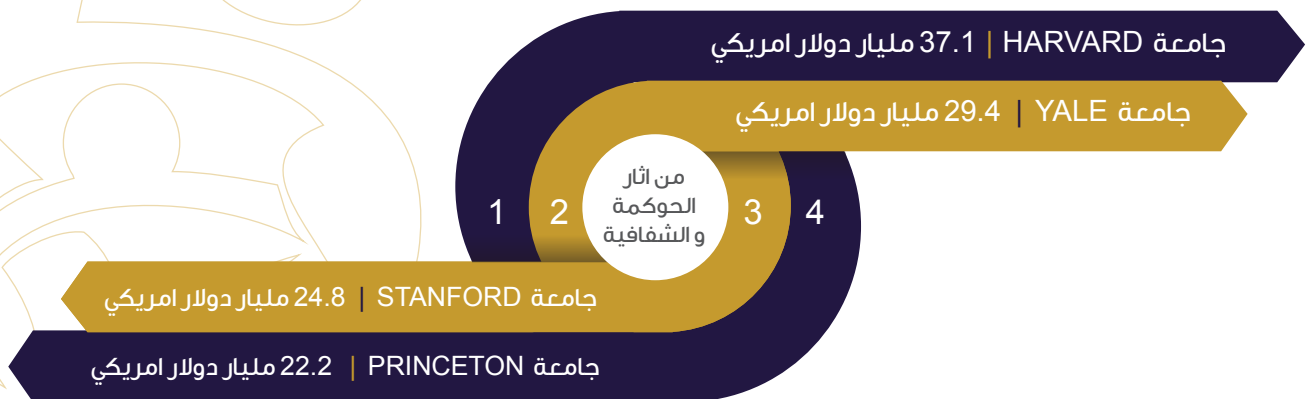 جامعة HARVARD | 37.1 مليار دولار امريكي
جامعة YALE | 29.4 مليار دولار امريكي
من اثار
الحوكمة
و الشفافية
1 2 3 4
جامعة STANFORD | 24.8 مليار دولار امريكي
جامعة PRINCETON | 22.2 مليار دولار امريكي